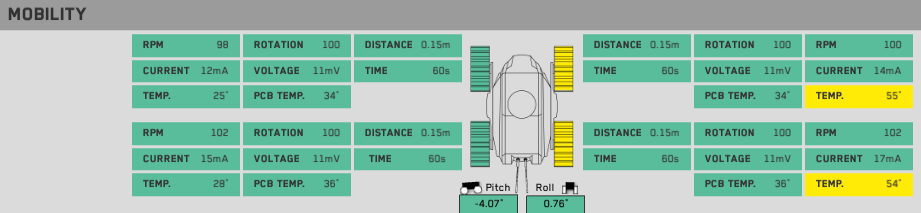 MOBILITY
RPM 98 ROTATION 100 DISTANCE 0.15m DISTANCE 0.15m ROTATION 100 RPM 100
CURRENT 12mA VOLTAGE 11mV TIME 60s TIME 60s VOLTAGE 11mV CURRENT 14mA
TEMP. 25° PCB TEMP. 34° PCB TEMP. 34° TEMP. 55°
RPM 102 ROTATION 100 DISTANCE 0.15m DISTANCE 0.15m ROTATION 100 RPM 102
CURRENT 15mA VOLTAGE 11mV TIME 60s TIME 60s VOLTAGE 11mV CURRENT 17mA
TEMP. 28° PCB TEMP. 36° PCB TEMP. 36° TEMP. 54°
Pitch Roll
-4.07° 0.76°